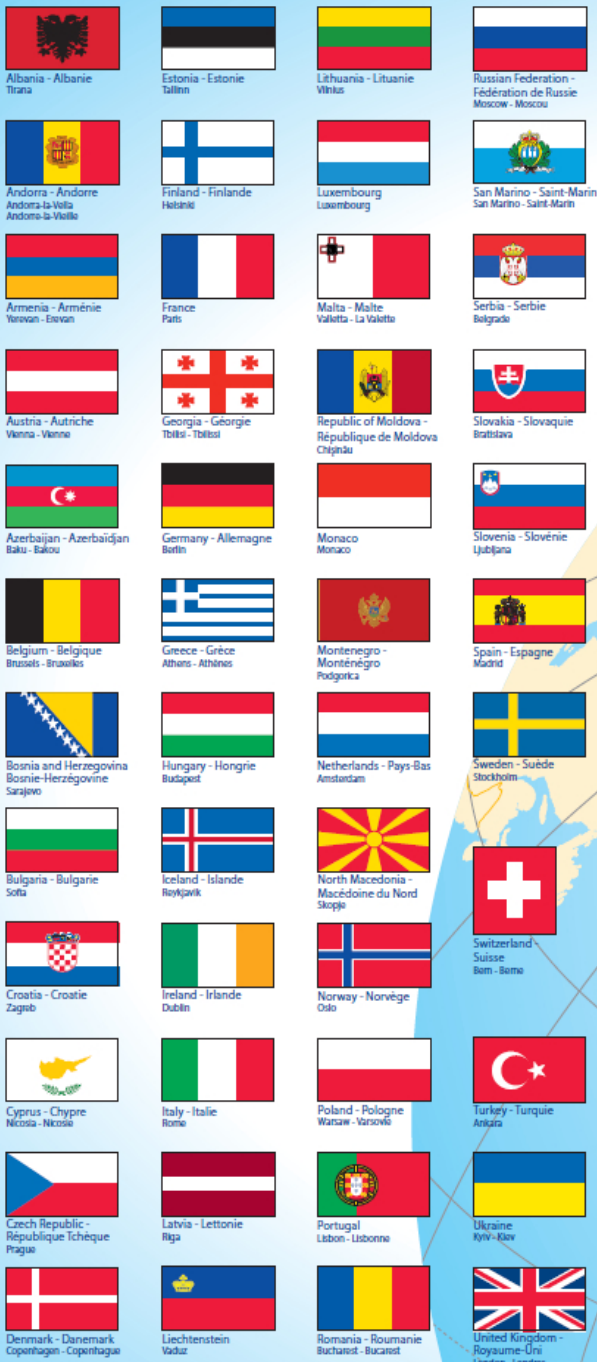 Albania - Albanie
Tirana
Andorra - Andorre
Andorra-la-Vella
Andorre-la-Vieille
Armenia - Arménie
Yerevan - Erevan
Austria - Autriche
Vienna - Vienne
Azerbaijan - Azerbaïdjan
Baku - Bakou
Belgium - Belgique
Brussels - Bruxelles
Bosnia and Herzegovina
Bosnie-Herzégovine
Sarajevo
Bulgaria - Bulgarie
Sofia
Croatia - Croatie
Zagreb
Cyprus - Chypre
Nicosia - Nicosie
Czech Republic -
République Tchèque
Prague
Denmark - Danemark
Copenhagen - Copenhague
Estonia - Estonie
Tallinn
Finland - Finlande
Helsinki
France
Paris
Georgia - Géorgie
Tbilisi - Tbilissi
Germany - Allemagne
Berlin
Greece - Grèce
Athens - Athènes
Hungary - Hongrie
Budapest
Iceland - Islande
Reykjavik
Ireland - Irlande
Dublin
Italy - Italie
Rome
Latvia - Lettonie
Riga
Liechtenstein
Vaduz
Lithuania - Lituanie
Vilnius
Luxembourg
Luxembourg
Malta - Malte
Valletta - La Valette
Republic of Moldova -
République de Moldova
Chişinău
Monaco
Monaco
Montenegro -
Monténégro
Podgorica
Netherlands - Pays-Bas
Amsterdam
North Macedonia -
Macédoine du Nord
Skopje
Norway - Norvège
Oslo
Poland - Pologne
Warsaw - Varsovie
Portugal
Lisbon - Lisbonne
Romania - Roumanie
Bucharest - Bucarest
Russian Federation -
Fédération de Russie
Moscow - Moscou
San Marino - Saint-Marin
San Marino - Saint-Marin
Serbia - Serbie
Belgrade
Slovakia - Slovaquie
Bratislava
Slovenia - Slovénie
Ljubljana
Spain - Espagne
Madrid
Sweden - Suède
Stockholm
Switzerland -
Suisse
Bern - Berne
Turkey - Turquie
Ankara
Ukraine
Kyiv - Kiev
United Kingdom -
Royaume-Uni